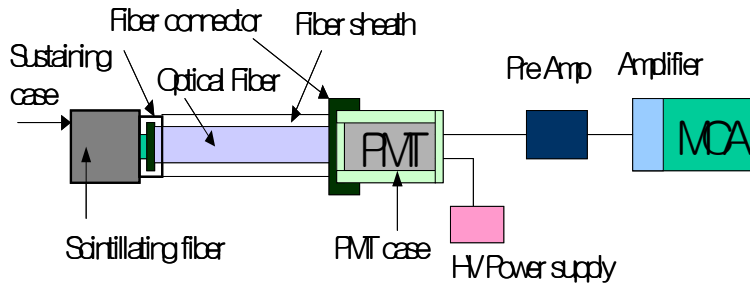 Fiber connector
Fiber sheath
Sustaining
case
Optical Fiber
Pre Amp
Amplifier
PMT
MCA
Scintillating fiber
PMT case
HV Power supply